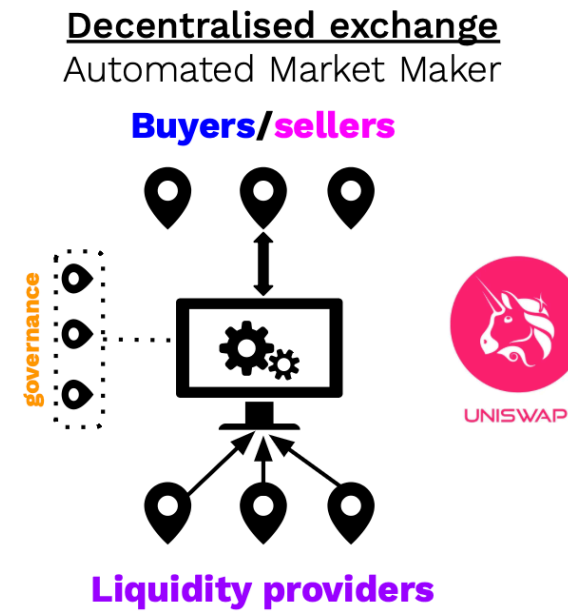 Decentralised exchange
Automated Market Maker
Buyers/sellers
governance
UNISWAP
Liquidity providers